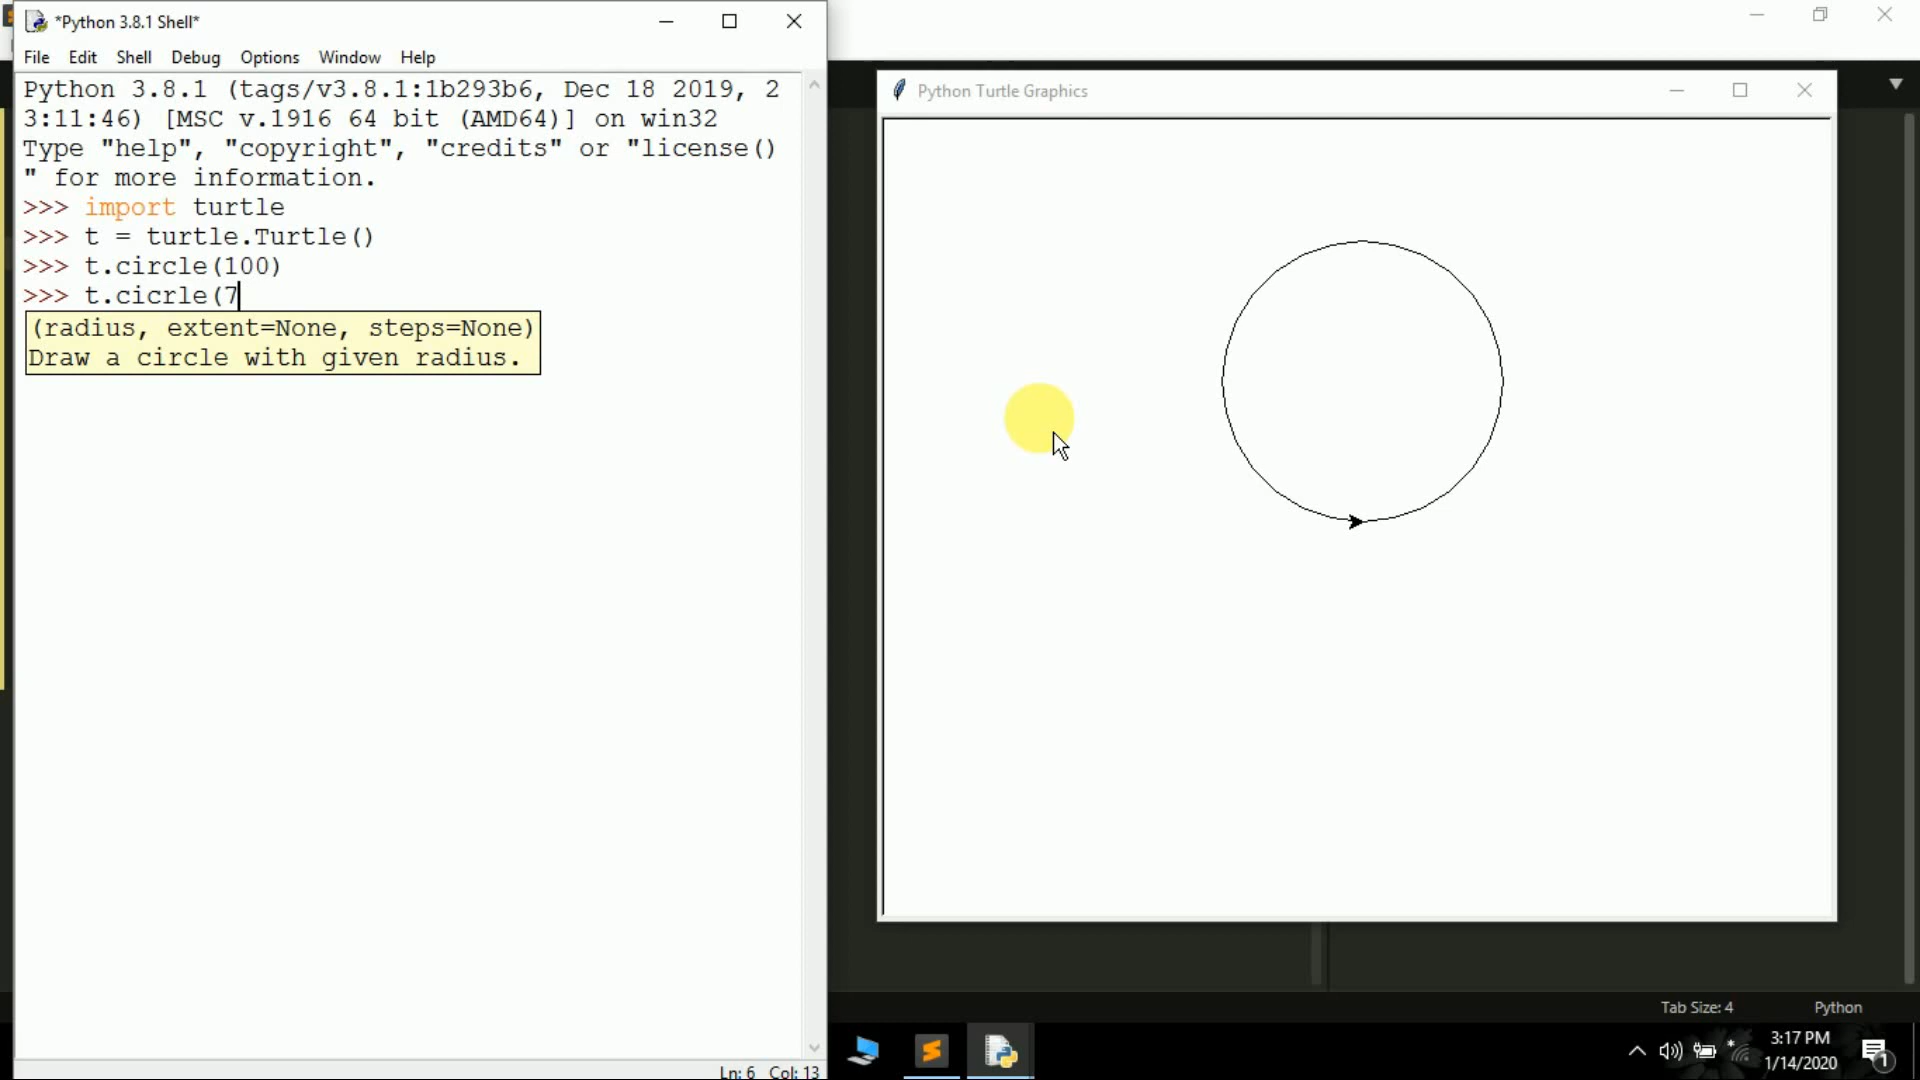 *Python 3.8.1 Shell*
File Edit Shell Debug Options Window Help
Python 3.8.1 (tags/v3.8.1:1b293b6, Dec 18 2019, 2
3:11:46) [MSC v.1916 64 bit (AMD64)] on win32
Type "help", "copyright", "credits" or "license()
" for more information.
>>> import turtle
>>> t = turtle.Turtle()
>>> t.circle(100)
>>> t.cicrle(7
(radius, extent=None, steps=None)
Draw a circle with given radius.
Ln: 6 Col: 13
Python Turtle Graphics
Tab Size: 4 Python
3:17 PM
1/14/2020
1